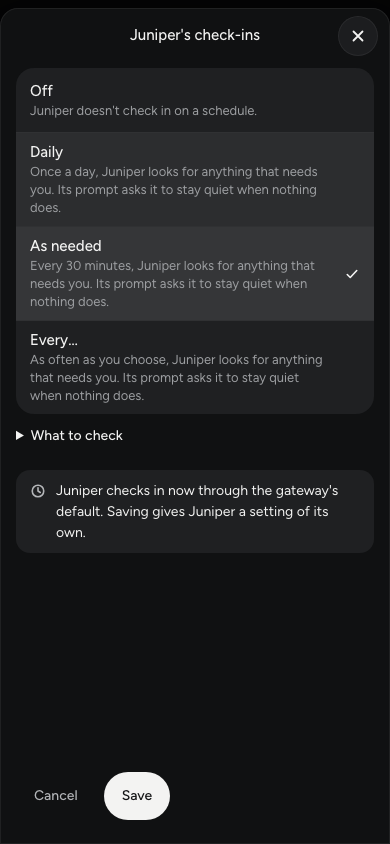 Juniper's check-ins
Off
Juniper doesn't check in on a schedule.
Daily
Once a day, Juniper looks for anything that needs
you. Its prompt asks it to stay quiet when nothing
does.
As needed
Every 30 minutes, Juniper looks for anything that
needs you. Its prompt asks it to stay quiet when
nothing does.
Every...
As often as you choose, Juniper looks for anything
that needs you. Its prompt asks it to stay quiet
when nothing does.
What to check
Juniper checks in now through the gateway's
default. Saving gives Juniper a setting of its
own.
Cancel
Save